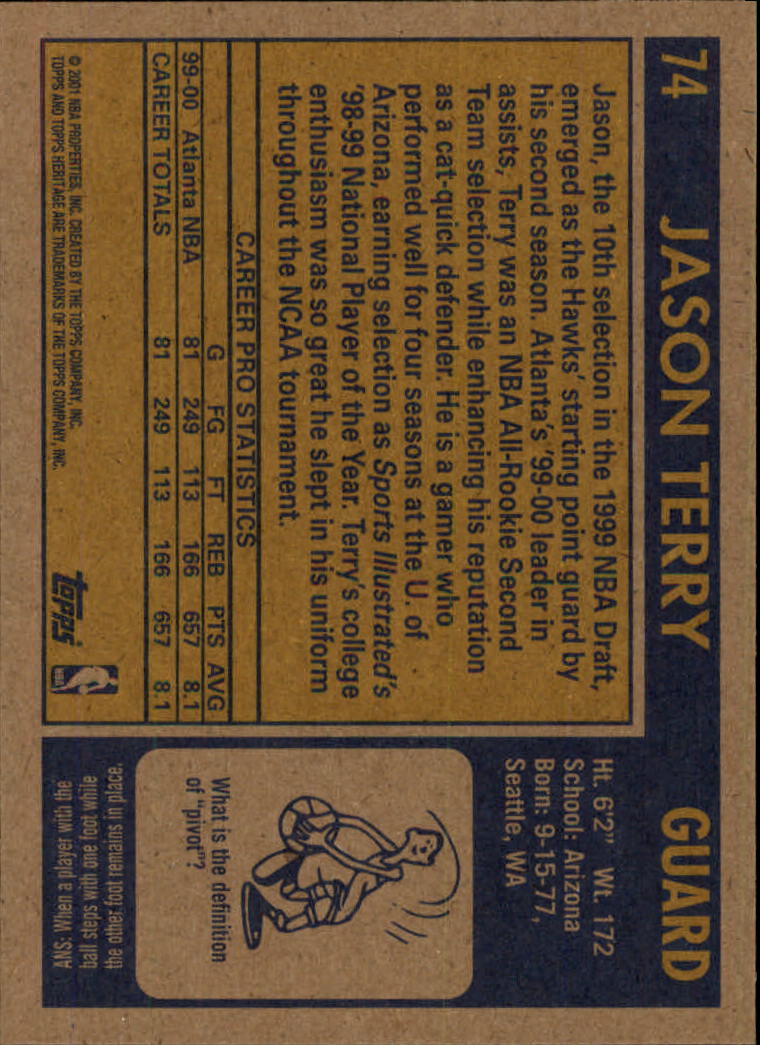 74 JASON TERRY GUARD
Jason, the 10th selection in the 1999 NBA Draft,
emerged as the Hawks' starting point guard by
his second season. Atlanta's '99-00 leader in
assists, Terry was an NBA All-Rookie Second
Team selection while enhancing his reputation
as a cat-quick defender. He is a gamer who
performed well for four seasons at the U. of
Arizona, earning selection as Sports Illustrated's
'98-99 National Player of the Year. Terry's college
enthusiasm was so great he slept in his uniform
throughout the NCAA tournament.
CAREER PRO STATISTICS
G FG FT REB PTS AVG
99-00 Atlanta NBA 81 249 113 166 657 8.1
CAREER TOTALS 81 249 113 166 657 8.1
© 2001 NBA PROPERTIES, INC. CREATED BY THE TOPPS COMPANY, INC.
TOPPS AND TOPPS HERITAGE ARE TRADEMARKS OF THE TOPPS COMPANY, INC.
topps
NBA
Ht. 6'2" Wt. 172
School: Arizona
Born: 9-15-77,
Seattle, WA
What is the definition
of "pivot"?
ANS: When a player with the
ball steps with one foot while
the other foot remains in place.